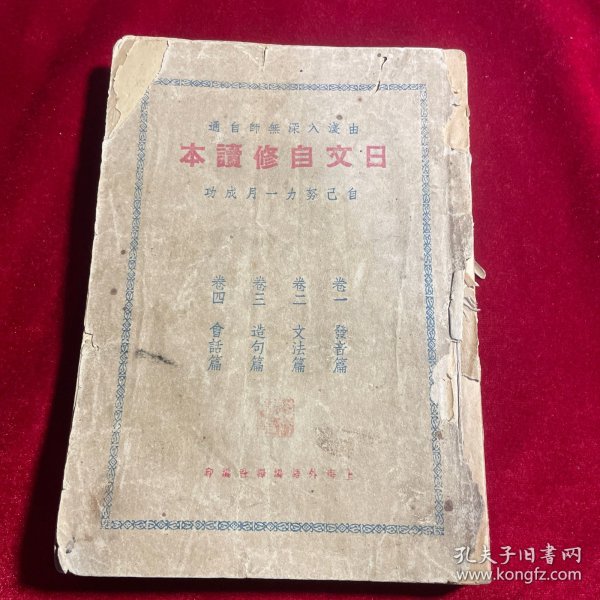 由淺入深無師自通
日文自修讀本
自己努力一月成功
卷一 發音篇
卷二 文法篇
卷三 造句篇
卷四 會話篇
上海外語編譯社編印
孔夫子旧书网
www.kongfz.com